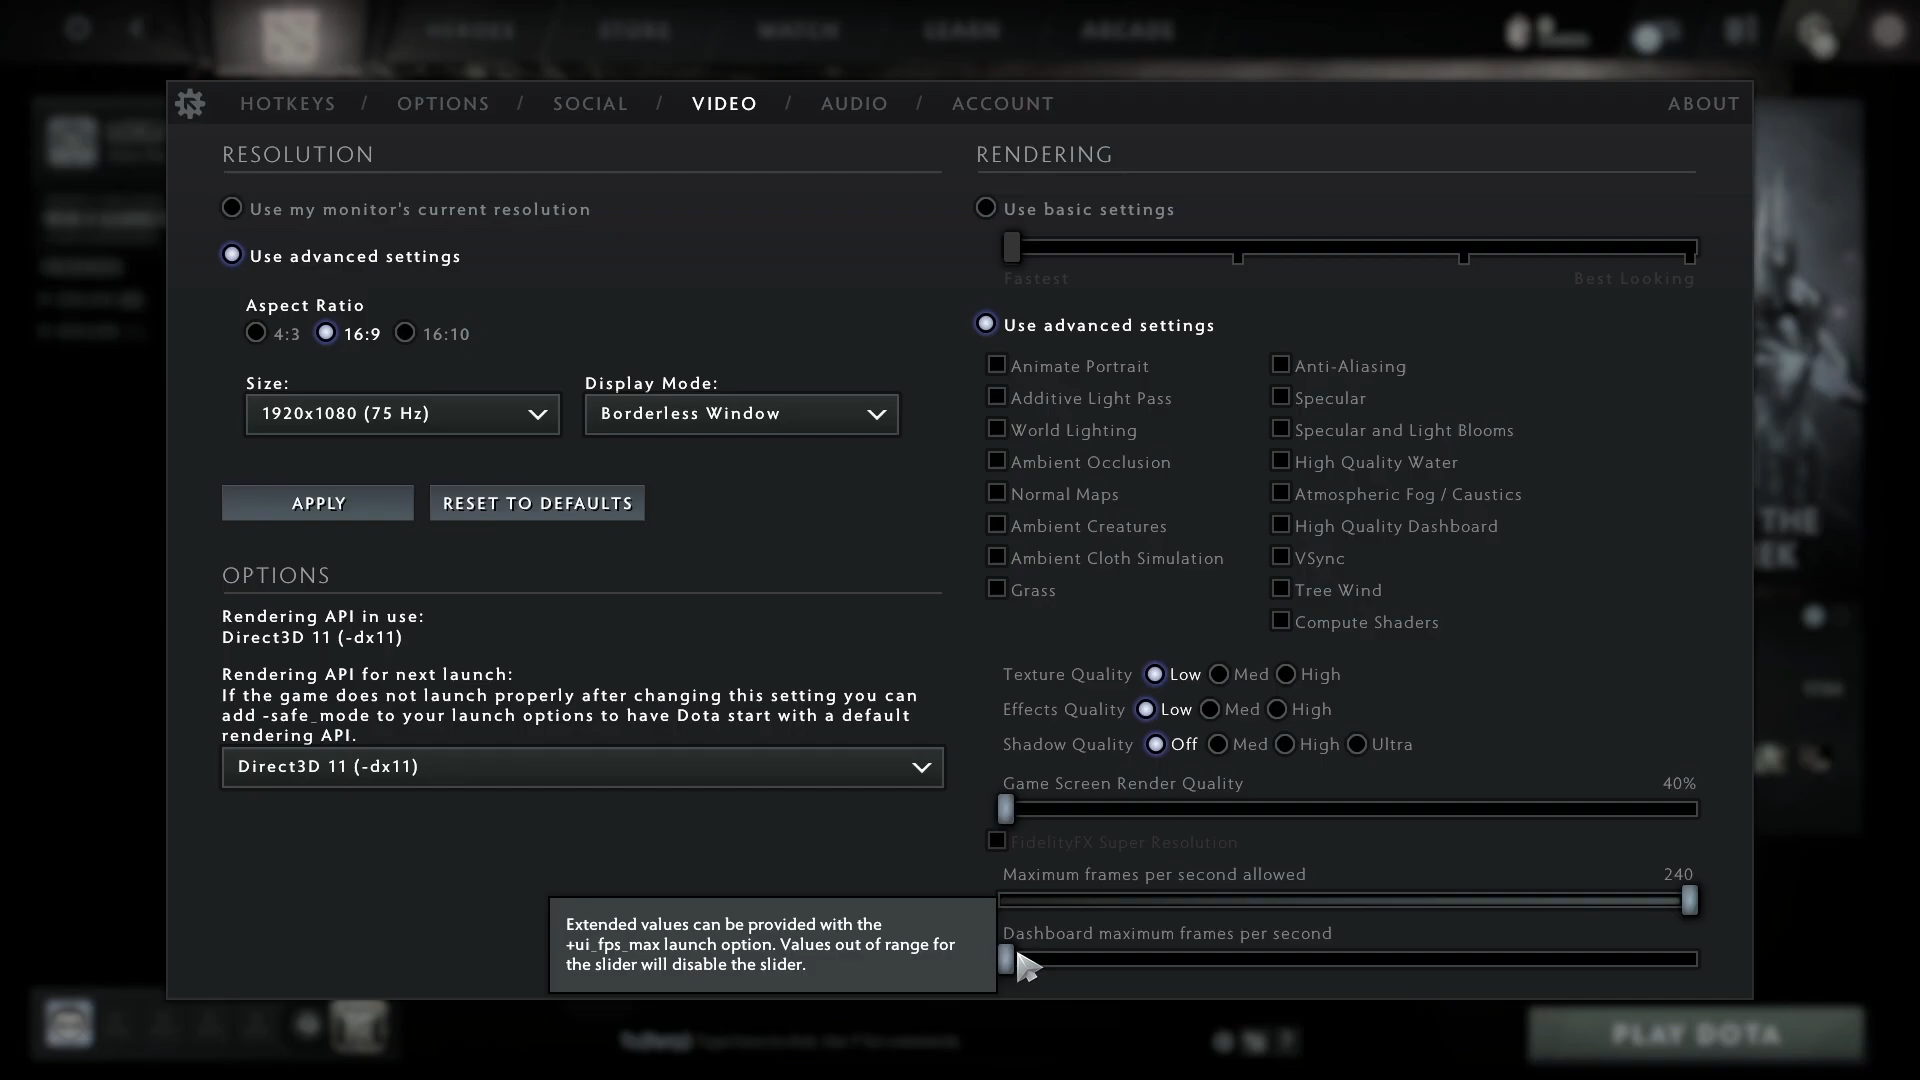 HEROES STORE WATCH LEARN ARCADE
HOTKEYS / OPTIONS / SOCIAL / VIDEO / AUDIO / ACCOUNT ABOUT
RESOLUTION
Use my monitor's current resolution
Use advanced settings
Aspect Ratio
4:3 16:9 16:10
Size: Display Mode:
1920x1080 (75 Hz) Borderless Window
APPLY RESET TO DEFAULTS
OPTIONS
Rendering API in use:
Direct3D 11 (-dx11)
Rendering API for next launch:
If the game does not launch properly after changing this setting you can
add -safe_mode to your launch options to have Dota start with a default
rendering API.
Direct3D 11 (-dx11)
RENDERING
Use basic settings
Fastest Best Looking
Use advanced settings
Animate Portrait Anti-Aliasing
Additive Light Pass Specular
World Lighting Specular and Light Blooms
Ambient Occlusion High Quality Water
Normal Maps Atmospheric Fog / Caustics
Ambient Creatures High Quality Dashboard
Ambient Cloth Simulation VSync
Grass Tree Wind
Compute Shaders
Texture Quality Low Med High
Effects Quality Low Med High
Shadow Quality Off Med High Ultra
Game Screen Render Quality 40%
FidelityFX Super Resolution
Maximum frames per second allowed 240
Dashboard maximum frames per second
Extended values can be provided with the
+ui_fps_max launch option. Values out of range for
the slider will disable the slider.
THE
PLAY DOTA